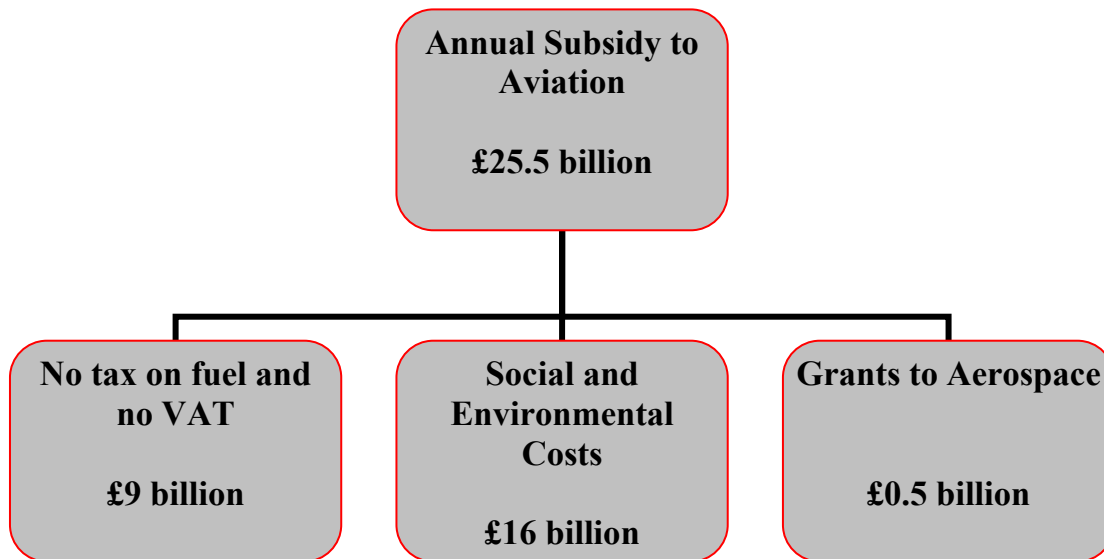 Annual Subsidy to
Aviation
£25.5 billion
No tax on fuel and
no VAT
£9 billion
Social and
Environmental
Costs
£16 billion
Grants to Aerospace
£0.5 billion